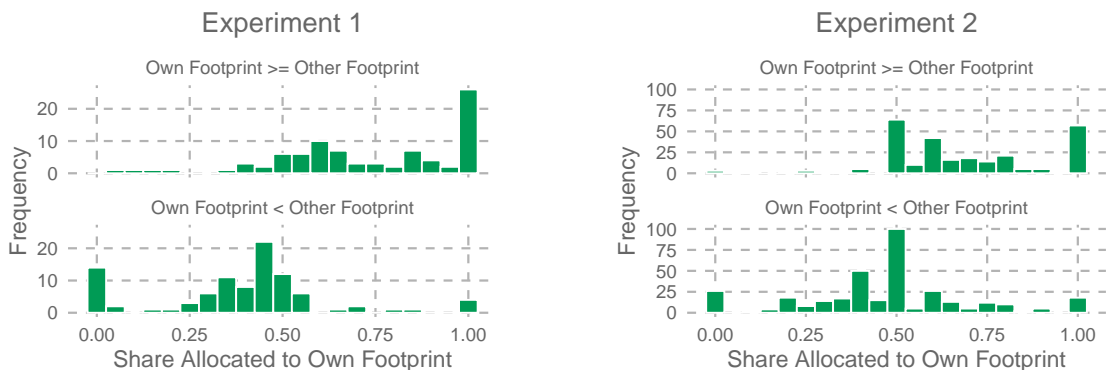 Experiment 1
Own Footprint >= Other Footprint
20
10
0
Own Footprint < Other Footprint
20
10
0
0.00 0.25 0.50 0.75 1.00
Share Allocated to Own Footprint
Frequency
Experiment 2
Own Footprint >= Other Footprint
100
75
50
25
0
Own Footprint < Other Footprint
100
75
50
25
0
0.00 0.25 0.50 0.75 1.00
Share Allocated to Own Footprint
Frequency